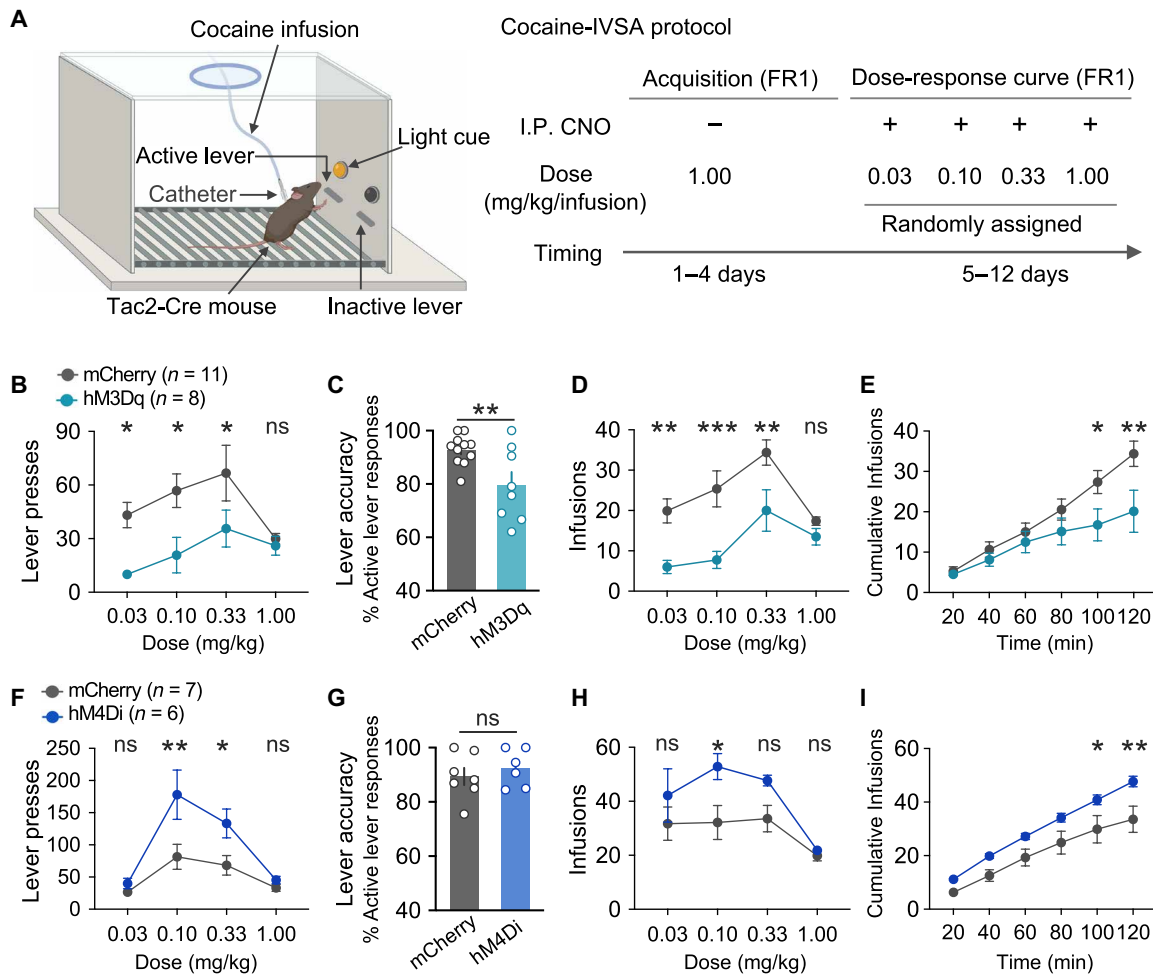 A
Cocaine infusion
Active lever
Light cue
Catheter
Tac2-Cre mouse
Inactive lever
Cocaine-IVSA protocol
Acquisition (FR1)
Dose-response curve (FR1)
I.P. CNO
− + + + +
Dose
(mg/kg/infusion)
1.00 0.03 0.10 0.33 1.00
Randomly assigned
Timing
1–4 days
5–12 days
B
mCherry (n = 11)
hM3Dq (n = 8)
* * * ns
Lever presses
90
60
30
0
0.03 0.10 0.33 1.00
Dose (mg/kg)
C
**
Lever accuracy
% Active lever responses
100
80
60
40
mCherry
hM3Dq
D
** *** ** ns
Infusions
40
30
20
10
0
0.03 0.10 0.33 1.00
Dose (mg/kg)
E
* **
Cumulative Infusions
40
30
20
10
0
20 40 60 80 100 120
Time (min)
F
mCherry (n = 7)
hM4Di (n = 6)
ns ** * ns
Lever presses
250
200
150
100
50
0
0.03 0.10 0.33 1.00
Dose (mg/kg)
G
ns
Lever accuracy
% Active lever responses
100
80
60
40
mCherry
hM4Di
H
ns * ns ns
Infusions
60
40
20
0
0.03 0.10 0.33 1.00
Dose (mg/kg)
I
* **
Cumulative Infusions
60
40
20
0
20 40 60 80 100 120
Time (min)